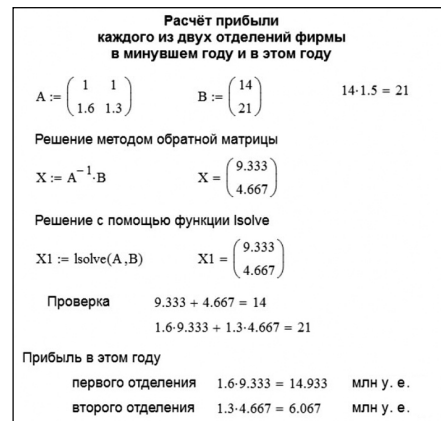 Расчёт прибыли
каждого из двух отделений фирмы
в минувшем году и в этом году
A := ( 1 1 ) B := ( 14 ) 14·1.5 = 21
( 1.6 1.3 ) ( 21 )
Решение методом обратной матрицы
X := A⁻¹·B X = ( 9.333 )
( 4.667 )
Решение с помощью функции lsolve
X1 := lsolve(A,B) X1 = ( 9.333 )
( 4.667 )
Проверка 9.333 + 4.667 = 14
1.6·9.333 + 1.3·4.667 = 21
Прибыль в этом году
первого отделения 1.6·9.333 = 14.933 млн у. е.
второго отделения 1.3·4.667 = 6.067 млн у. е.